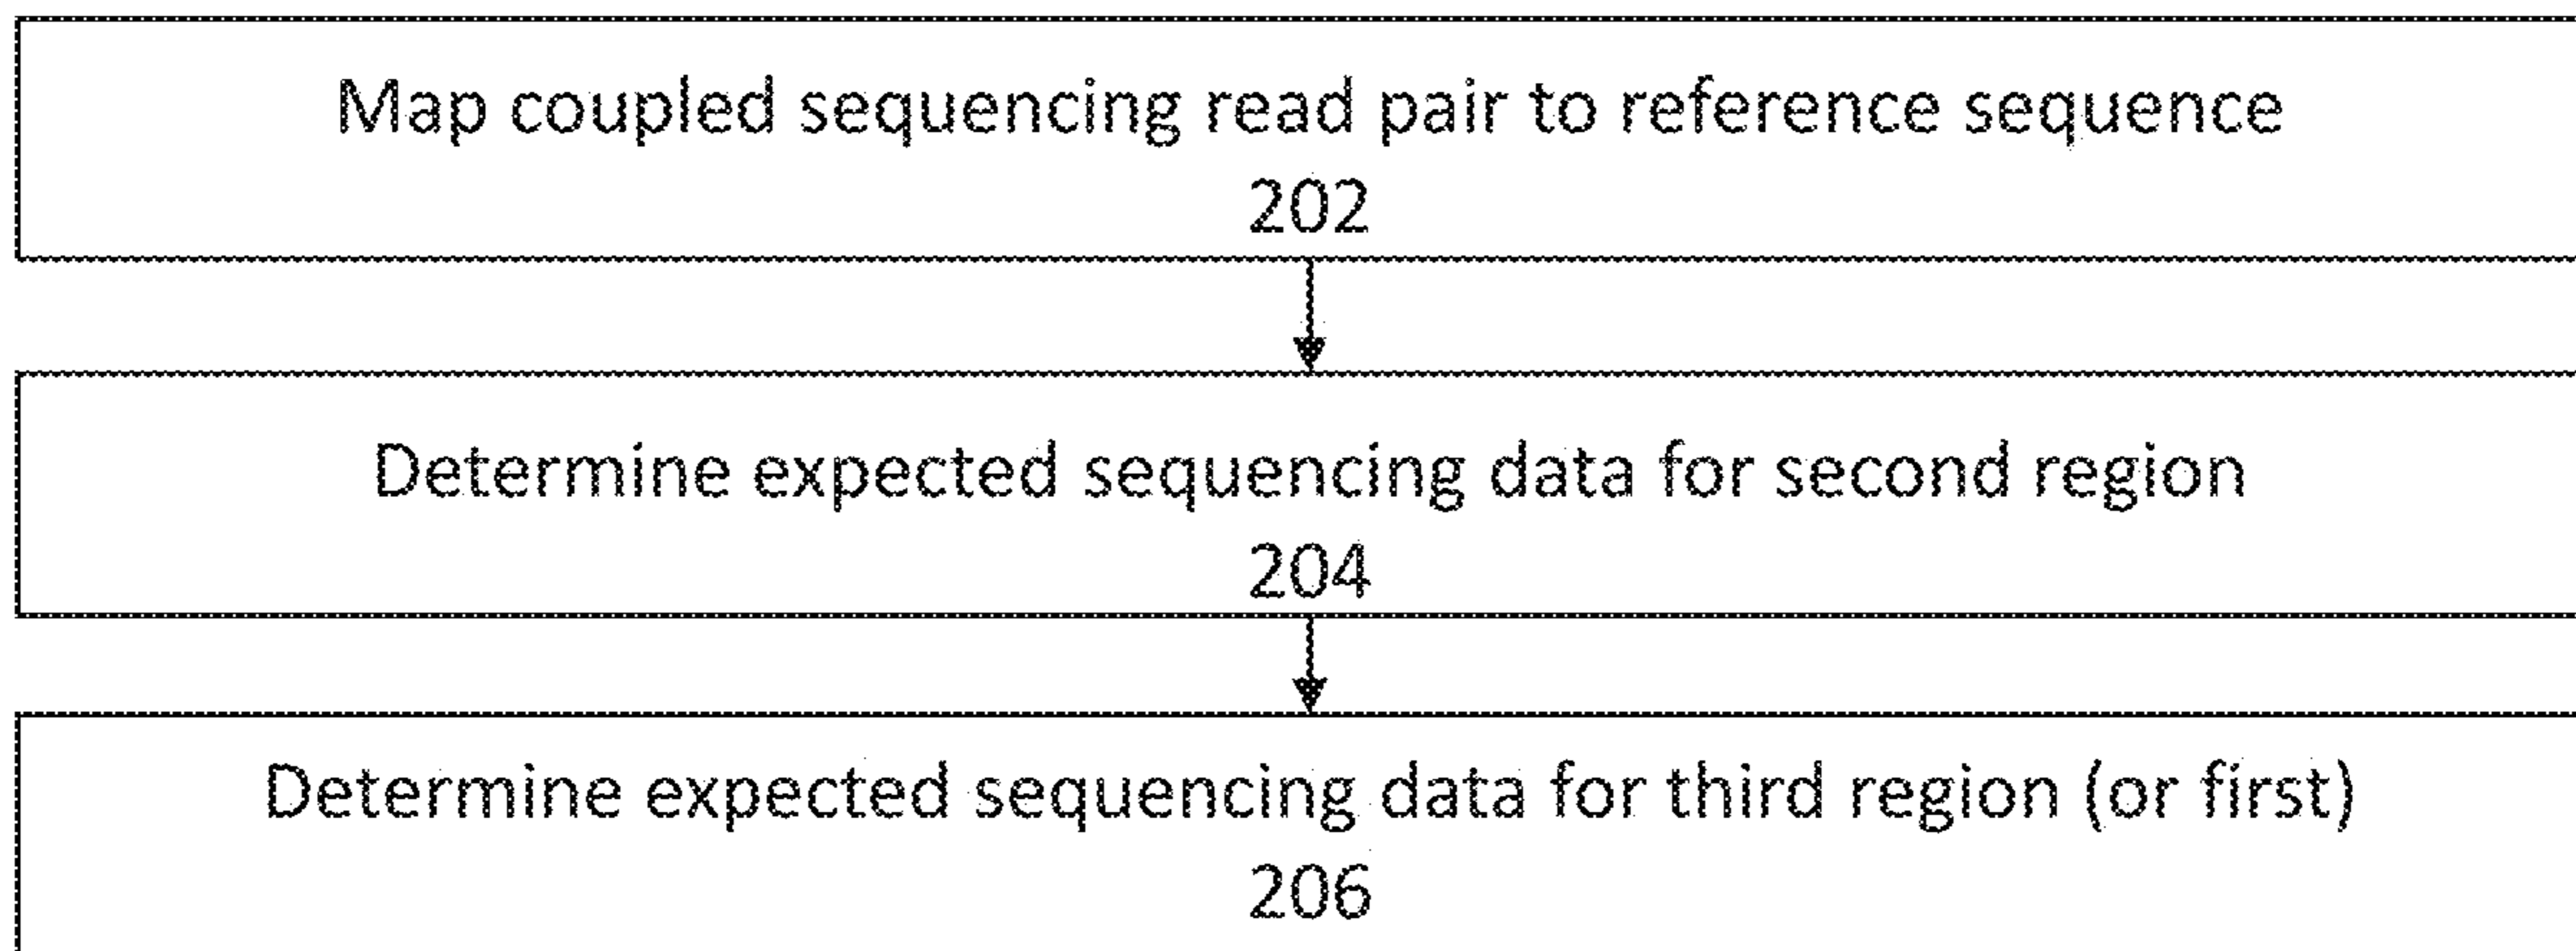 Map coupled sequencing read pair to reference sequence
202
Determine expected sequencing data for second region
204
Determine expected sequencing data for third region (or first)
206